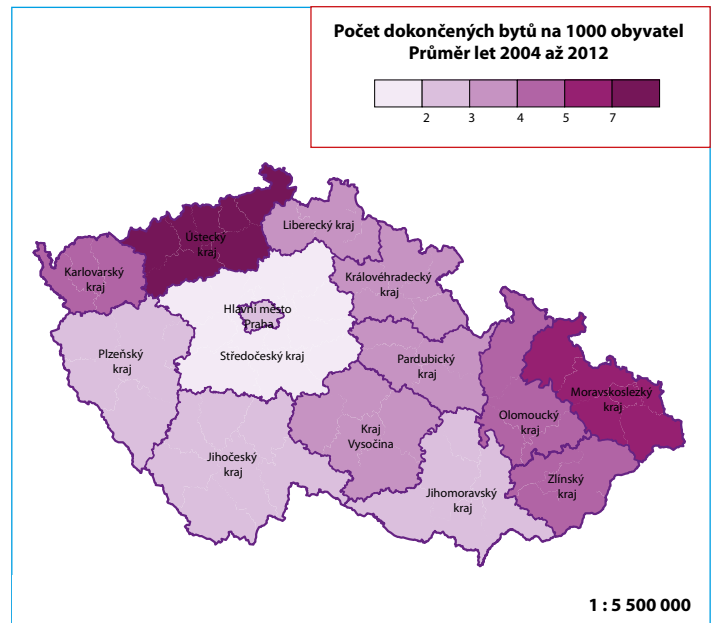 Počet dokončených bytů na 1000 obyvatel
Průměr let 2004 až 2012
2 3 4 5 7
Liberecký kraj
Ústecký
kraj
Karlovarský
kraj
Královéhradecký
kraj
Hlavní město
Praha
Plzeňský
kraj
Středočeský kraj
Pardubický
kraj
Moravskoslezký
kraj
Olomoucký
kraj
Kraj
Vysočina
Jihočeský
kraj
Zlínský
kraj
Jihomoravský
kraj
1 : 5 500 000